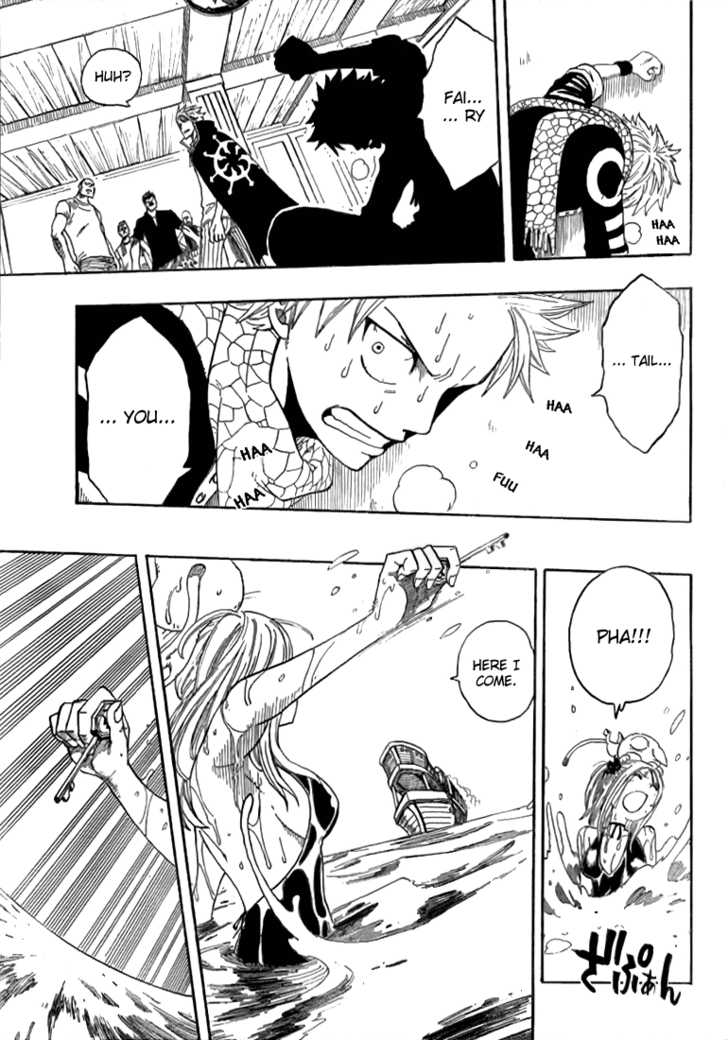 HAA
HAA
FAI...
... RY
HUH?
... TAIL...
HAA
HAA
FUU
... YOU...
HAA
HAA
PHA!!!
ざぷぁん
HERE I
COME.